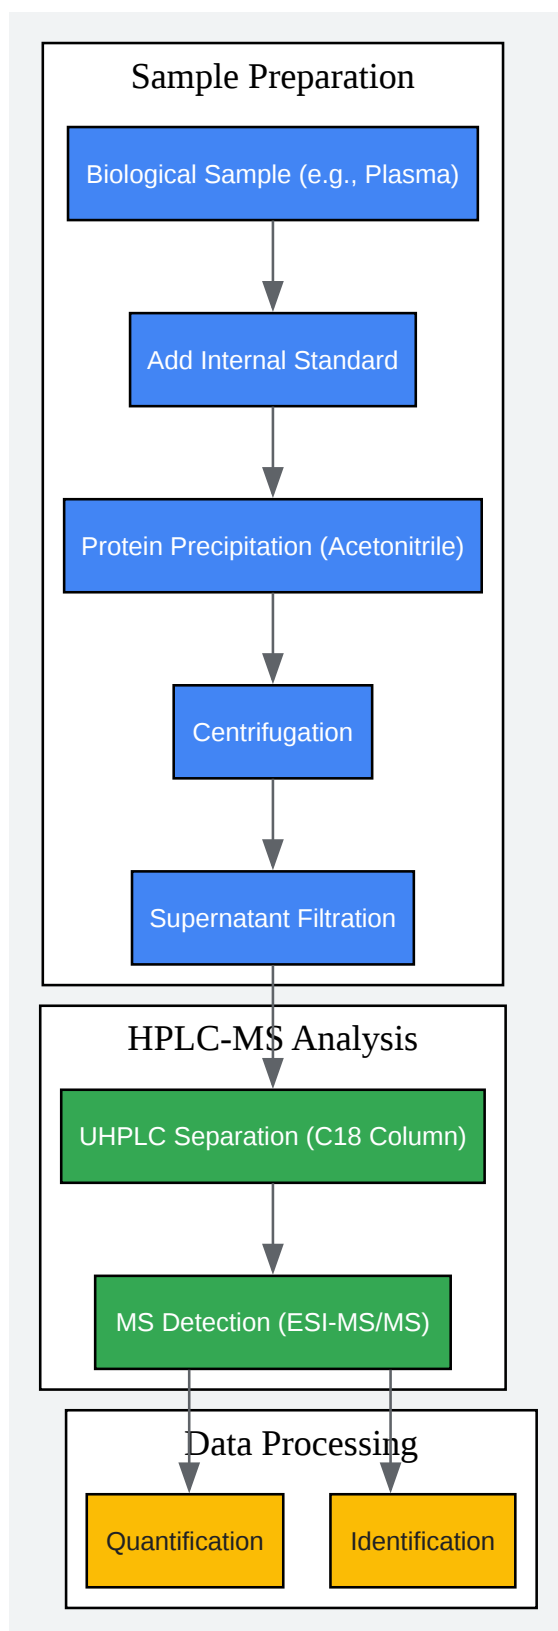 Sample Preparation
Biological Sample (e.g., Plasma)
Add Internal Standard
Protein Precipitation (Acetonitrile)
Centrifugation
Supernatant Filtration
HPLC-MS Analysis
UHPLC Separation (C18 Column)
MS Detection (ESI-MS/MS)
Data Processing
Quantification
Identification